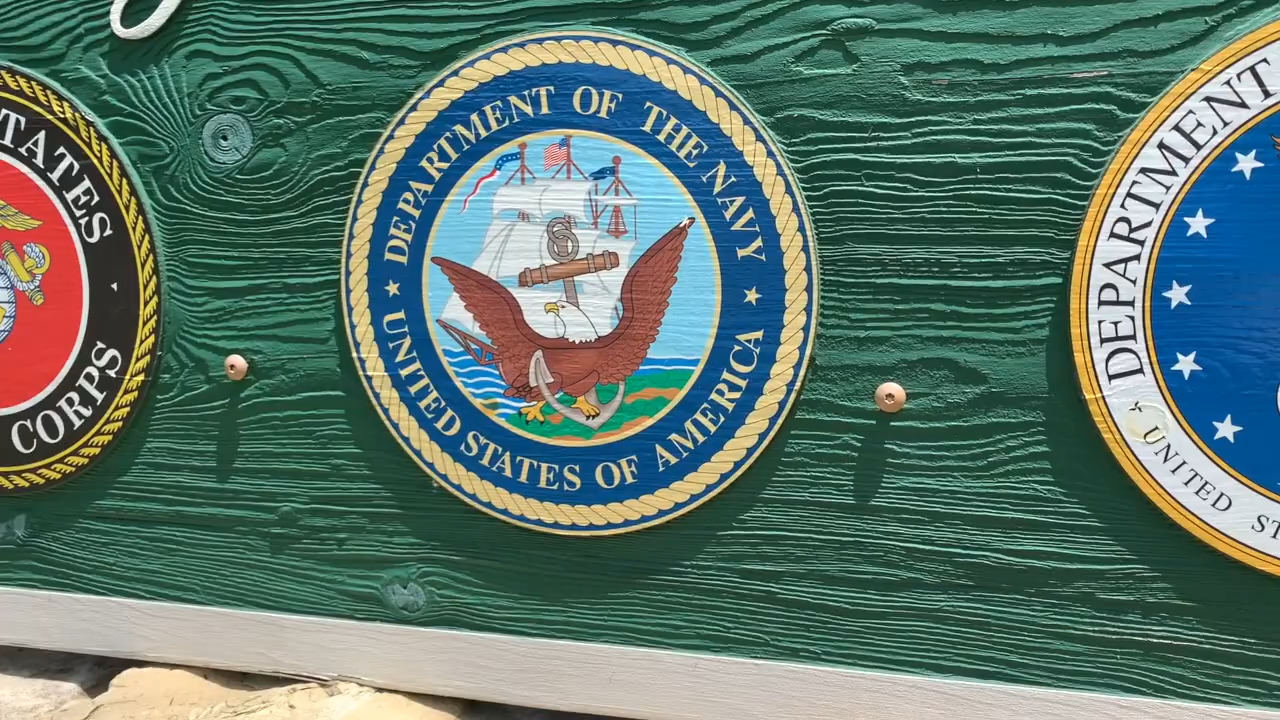 STATES
CORPS
DEPARTMENT OF THE NAVY
UNITED STATES OF AMERICA
DEPARTMENT
UNITED ST